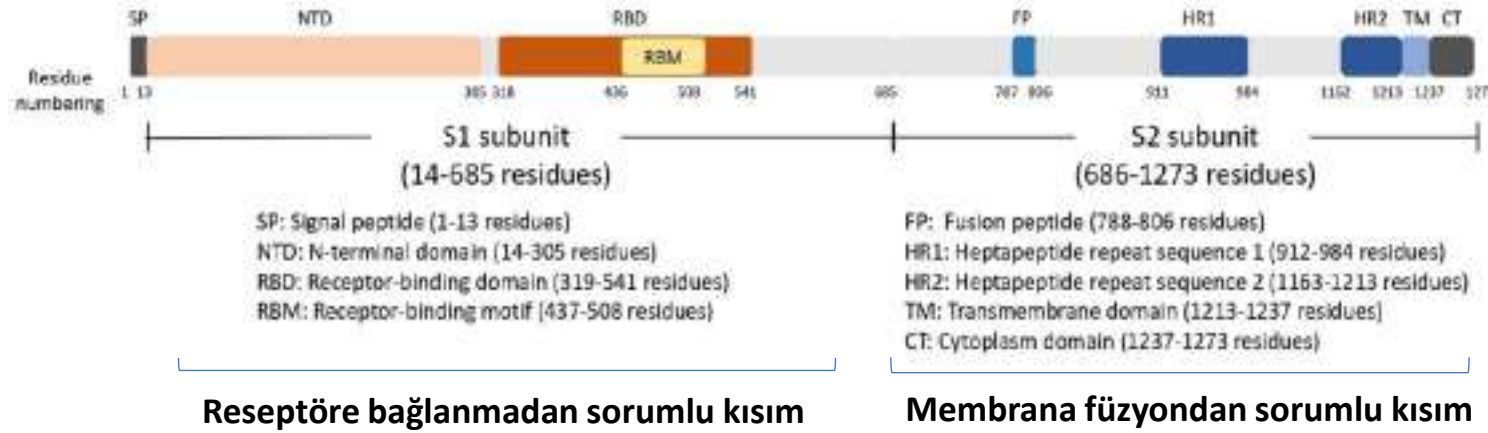 SP NTD RBD FP HR1 HR2 TM CT
RBM
Residue
numbering
1 13 305 318 436 508 541 685 787 806 911 984 1162 1213 1237 127
S1 subunit
(14-685 residues)
S2 subunit
(686-1273 residues)
SP: Signal peptide (1-13 residues)
NTD: N-terminal domain (14-305 residues)
RBD: Receptor-binding domain (319-541 residues)
RBM: Receptor-binding motif (437-508 residues)
FP: Fusion peptide (788-806 residues)
HR1: Heptapeptide repeat sequence 1 (912-984 residues)
HR2: Heptapeptide repeat sequence 2 (1163-1213 residues)
TM: Transmembrane domain (1213-1237 residues)
CT: Cytoplasm domain (1237-1273 residues)
Reseptöre bağlanmadan sorumlu kısım
Membrana füzyondan sorumlu kısım